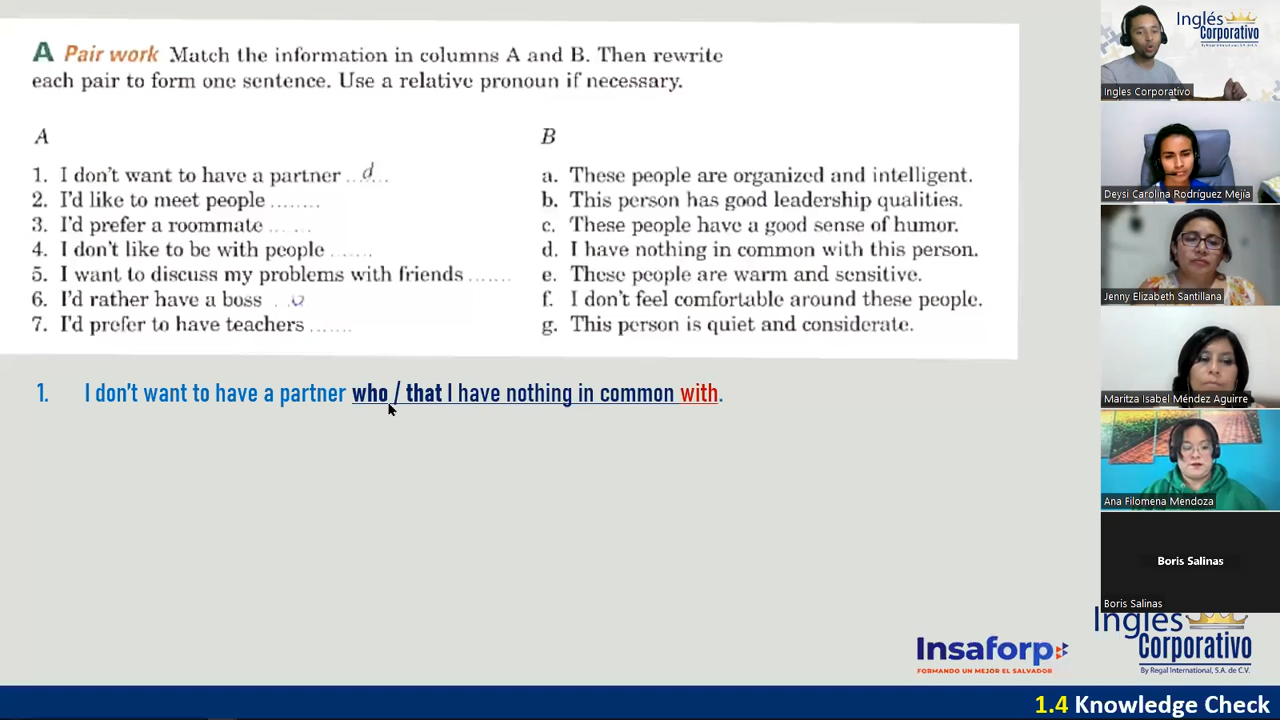 A Pair work Match the information in columns A and B. Then rewrite
each pair to form one sentence. Use a relative pronoun if necessary.
A
1. I don't want to have a partner ...d...
2. I'd like to meet people ........
3. I'd prefer a roommate .......
4. I don't like to be with people .......
5. I want to discuss my problems with friends .......
6. I'd rather have a boss
7. I'd prefer to have teachers .......
B
a. These people are organized and intelligent.
b. This person has good leadership qualities.
c. These people have a good sense of humor.
d. I have nothing in common with this person.
e. These people are warm and sensitive.
f. I don't feel comfortable around these people.
g. This person is quiet and considerate.
1. I don't want to have a partner who / that I have nothing in common with.
Inglés
Corporativo
By Regal International, S.A. de C.V.
Ingles Corporativo
Deysi Carolina Rodríguez Mejía
Jenny Elizabeth Santillana
Maritza Isabel Méndez Aguirre
Ana Filomena Mendoza
Boris Salinas
Boris Salinas
Insaforp
FORMANDO UN MEJOR EL SALVADOR
Inglés
Corporativo
By Regal International, S.A. de C.V.
1.4 Knowledge Check